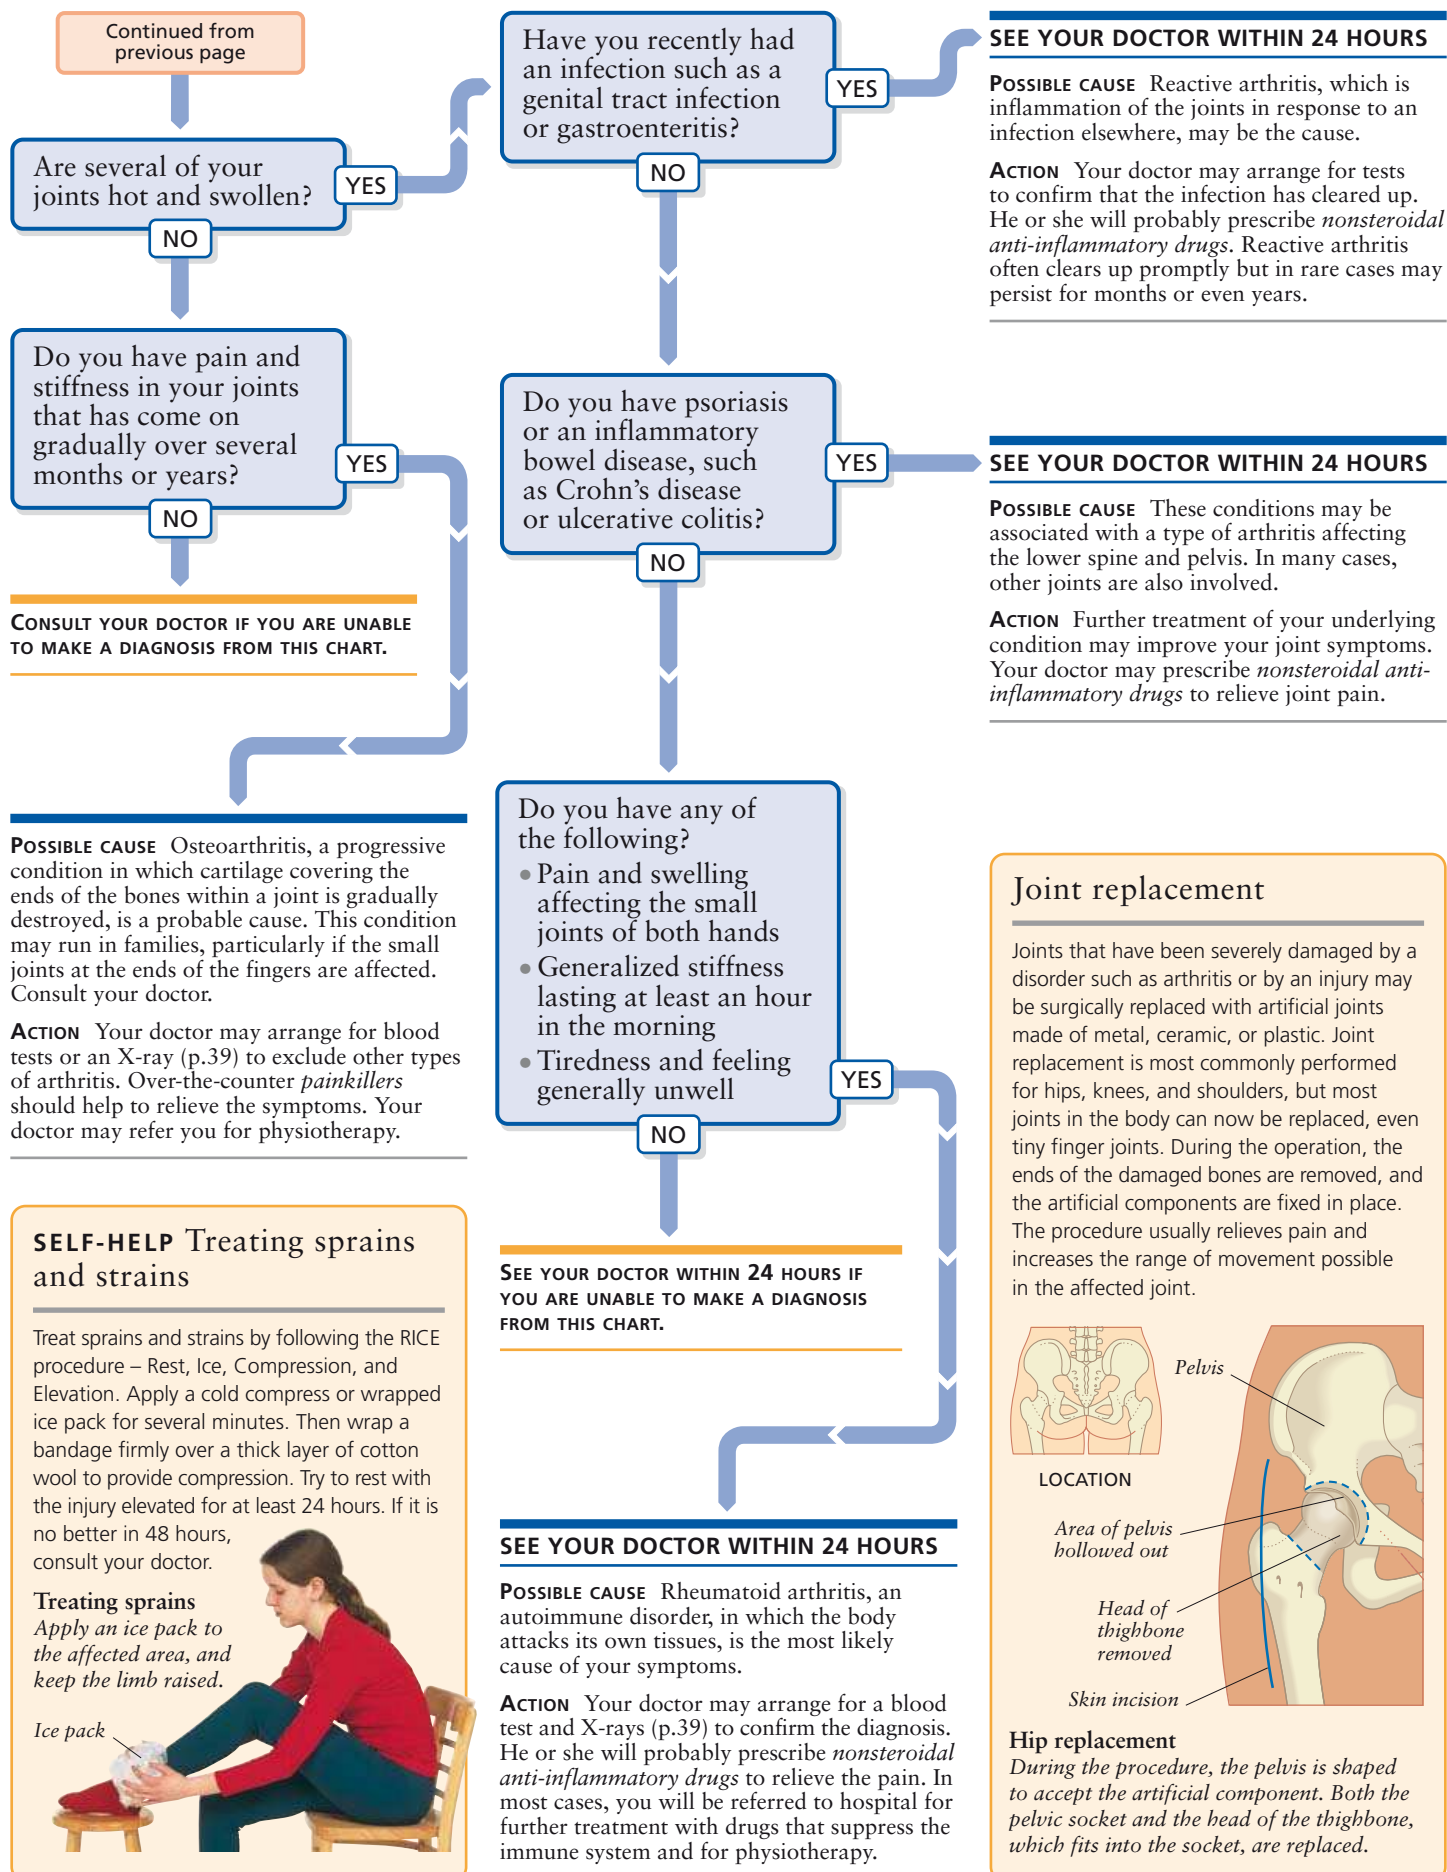 Continued from
previous page
Are several of your
joints hot and swollen?
YES
NO
Do you have pain and
stiffness in your joints
that has come on
gradually over several
months or years?
YES
NO
CONSULT YOUR DOCTOR IF YOU ARE UNABLE
TO MAKE A DIAGNOSIS FROM THIS CHART.
POSSIBLE CAUSE Osteoarthritis, a progressive
condition in which cartilage covering the
ends of the bones within a joint is gradually
destroyed, is a probable cause. This condition
may run in families, particularly if the small
joints at the ends of the fingers are affected.
Consult your doctor.
ACTION Your doctor may arrange for blood
tests or an X-ray (p.39) to exclude other types
of arthritis. Over-the-counter painkillers
should help to relieve the symptoms. Your
doctor may refer you for physiotherapy.
SELF-HELP Treating sprains
and strains
Treat sprains and strains by following the RICE
procedure – Rest, Ice, Compression, and
Elevation. Apply a cold compress or wrapped
ice pack for several minutes. Then wrap a
bandage firmly over a thick layer of cotton
wool to provide compression. Try to rest with
the injury elevated for at least 24 hours. If it is
no better in 48 hours,
consult your doctor.
Treating sprains
Apply an ice pack to
the affected area, and
keep the limb raised.
Ice pack
Have you recently had
an infection such as a
genital tract infection
or gastroenteritis?
YES
NO
Do you have psoriasis
or an inflammatory
bowel disease, such
as Crohn's disease
or ulcerative colitis?
YES
NO
Do you have any of
the following?
• Pain and swelling
affecting the small
joints of both hands
• Generalized stiffness
lasting at least an hour
in the morning
• Tiredness and feeling
generally unwell
YES
NO
SEE YOUR DOCTOR WITHIN 24 HOURS IF
YOU ARE UNABLE TO MAKE A DIAGNOSIS
FROM THIS CHART.
SEE YOUR DOCTOR WITHIN 24 HOURS
POSSIBLE CAUSE Rheumatoid arthritis, an
autoimmune disorder, in which the body
attacks its own tissues, is the most likely
cause of your symptoms.
ACTION Your doctor may arrange for a blood
test and X-rays (p.39) to confirm the diagnosis.
He or she will probably prescribe nonsteroidal
anti-inflammatory drugs to relieve the pain. In
most cases, you will be referred to hospital for
further treatment with drugs that suppress the
immune system and for physiotherapy.
SEE YOUR DOCTOR WITHIN 24 HOURS
POSSIBLE CAUSE Reactive arthritis, which is
inflammation of the joints in response to an
infection elsewhere, may be the cause.
ACTION Your doctor may arrange for tests
to confirm that the infection has cleared up.
He or she will probably prescribe nonsteroidal
anti-inflammatory drugs. Reactive arthritis
often clears up promptly but in rare cases may
persist for months or even years.
SEE YOUR DOCTOR WITHIN 24 HOURS
POSSIBLE CAUSE These conditions may be
associated with a type of arthritis affecting
the lower spine and pelvis. In many cases,
other joints are also involved.
ACTION Further treatment of your underlying
condition may improve your joint symptoms.
Your doctor may prescribe nonsteroidal anti-
inflammatory drugs to relieve joint pain.
Joint replacement
Joints that have been severely damaged by a
disorder such as arthritis or by an injury may
be surgically replaced with artificial joints
made of metal, ceramic, or plastic. Joint
replacement is most commonly performed
for hips, knees, and shoulders, but most
joints in the body can now be replaced, even
tiny finger joints. During the operation, the
ends of the damaged bones are removed, and
the artificial components are fixed in place.
The procedure usually relieves pain and
increases the range of movement possible
in the affected joint.
Pelvis
LOCATION
Area of pelvis
hollowed out
Head of
thighbone
removed
Skin incision
Hip replacement
During the procedure, the pelvis is shaped
to accept the artificial component. Both the
pelvic socket and the head of the thighbone,
which fits into the socket, are replaced.